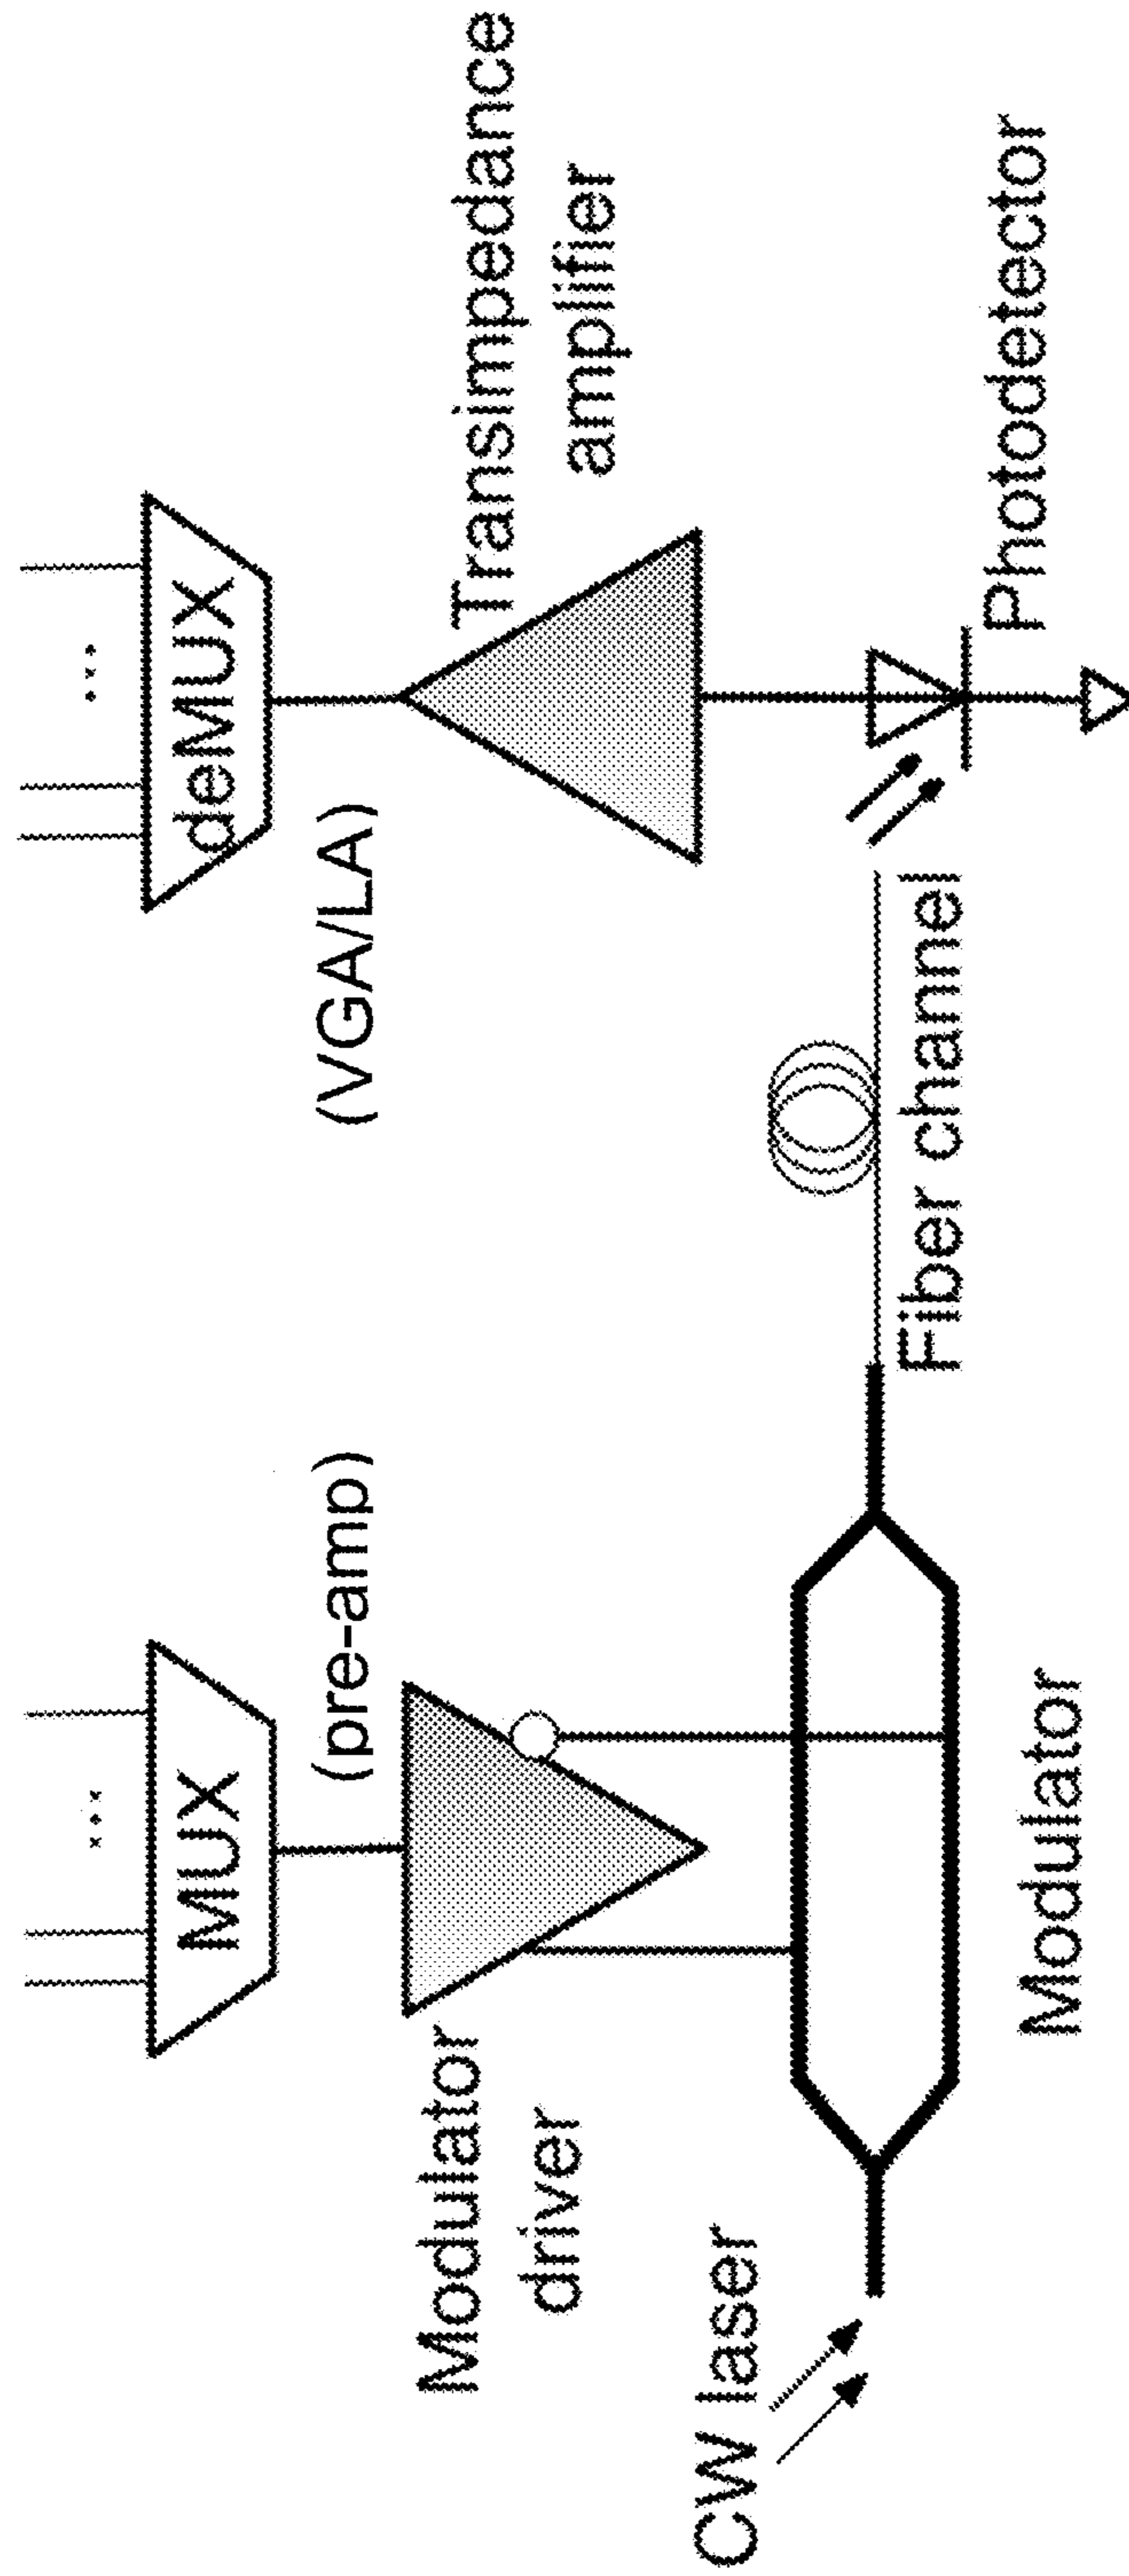 ...
MUX
(pre-amp)
Modulator
driver
CW laser
Modulator
Fiber channel
...
deMUX
(VGA/LA)
Transimpedance
amplifier
Photodetector